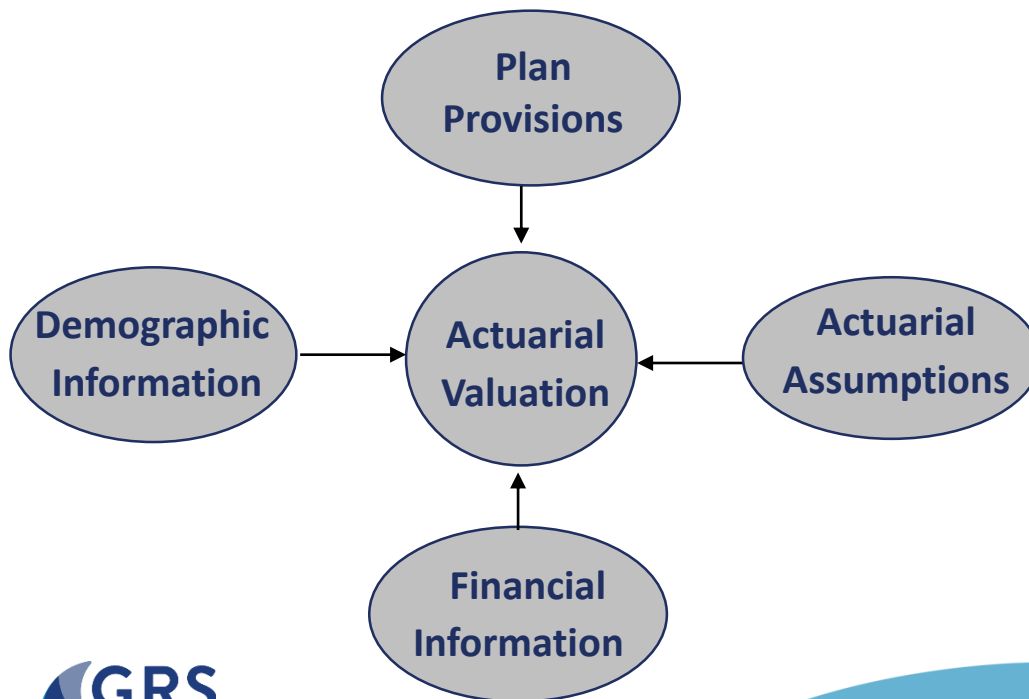 Plan
Provisions
Demographic
Information
Actuarial
Valuation
Actuarial
Assumptions
Financial
Information
GRS